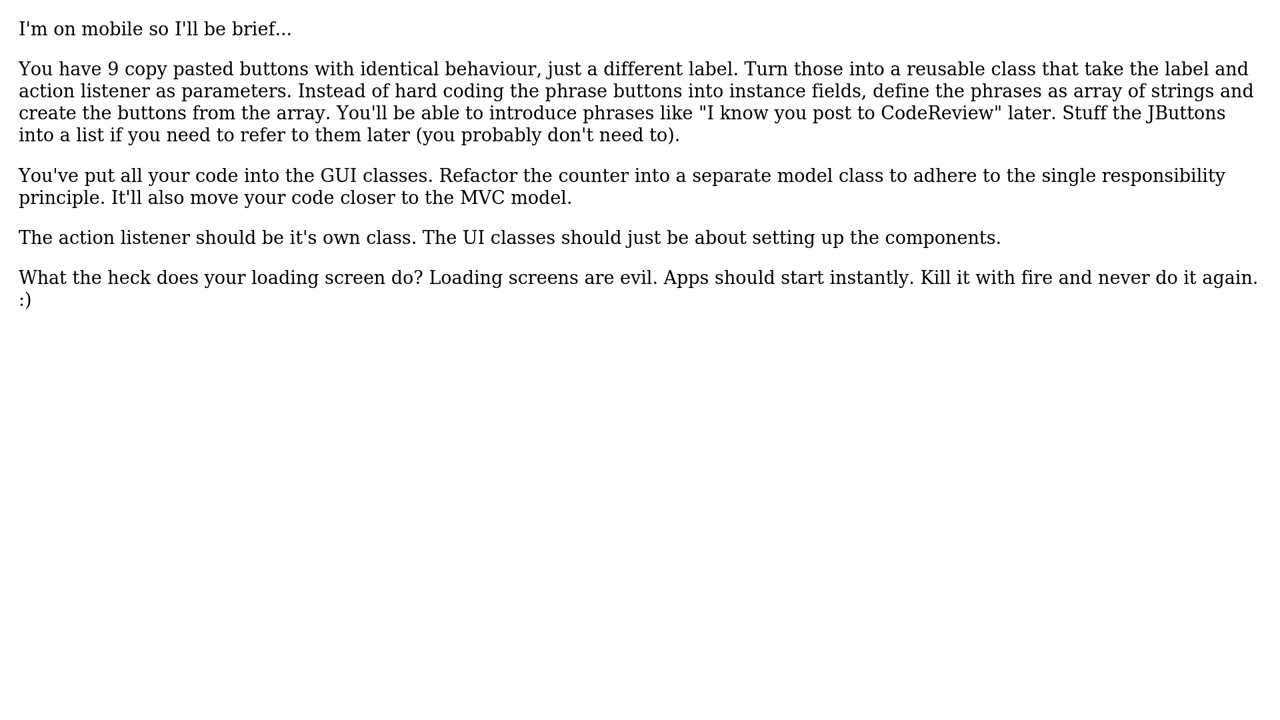 I'm on mobile so I'll be brief...
You have 9 copy pasted buttons with identical behaviour, just a different label. Turn those into a reusable class that take the label and
action listener as parameters. Instead of hard coding the phrase buttons into instance fields, define the phrases as array of strings and
create the buttons from the array. You'll be able to introduce phrases like "I know you post to CodeReview" later. Stuff the JButtons
into a list if you need to refer to them later (you probably don't need to).
You've put all your code into the GUI classes. Refactor the counter into a separate model class to adhere to the single responsibility
principle. It'll also move your code closer to the MVC model.
The action listener should be it's own class. The UI classes should just be about setting up the components.
What the heck does your loading screen do? Loading screens are evil. Apps should start instantly. Kill it with fire and never do it again.
:)